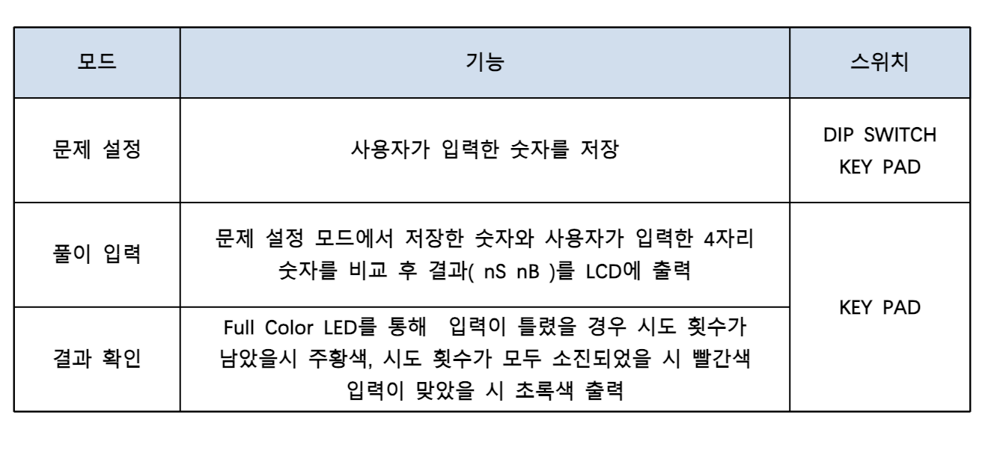 모드
기능
스위치
문제 설정
사용자가 입력한 숫자를 저장
DIP SWITCH
KEY PAD
풀이 입력
문제 설정 모드에서 저장한 숫자와 사용자가 입력한 4자리
숫자를 비교 후 결과( nS nB )를 LCD에 출력
KEY PAD
결과 확인
Full Color LED를 통해 입력이 틀렸을 경우 시도 횟수가
남았을시 주황색, 시도 횟수가 모두 소진되었을 시 빨간색
입력이 맞았을 시 초록색 출력